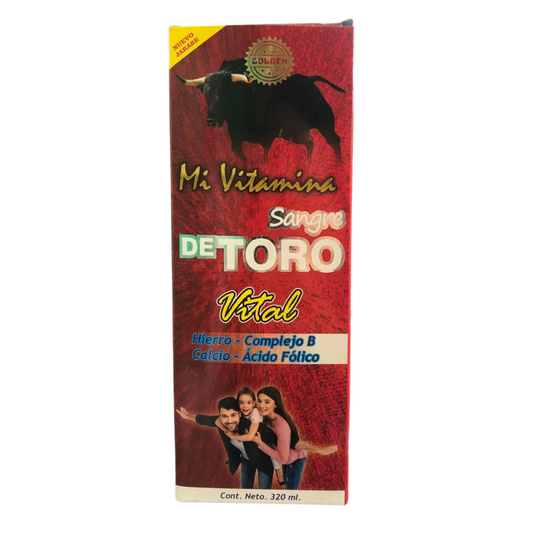 NUEVO
JARABE
GOLDEN
Mi Vitamina
Sangre
DE TORO
Vital
Hierro - Complejo B
Calcio - Ácido Fólico
Cont. Neto. 320 ml.